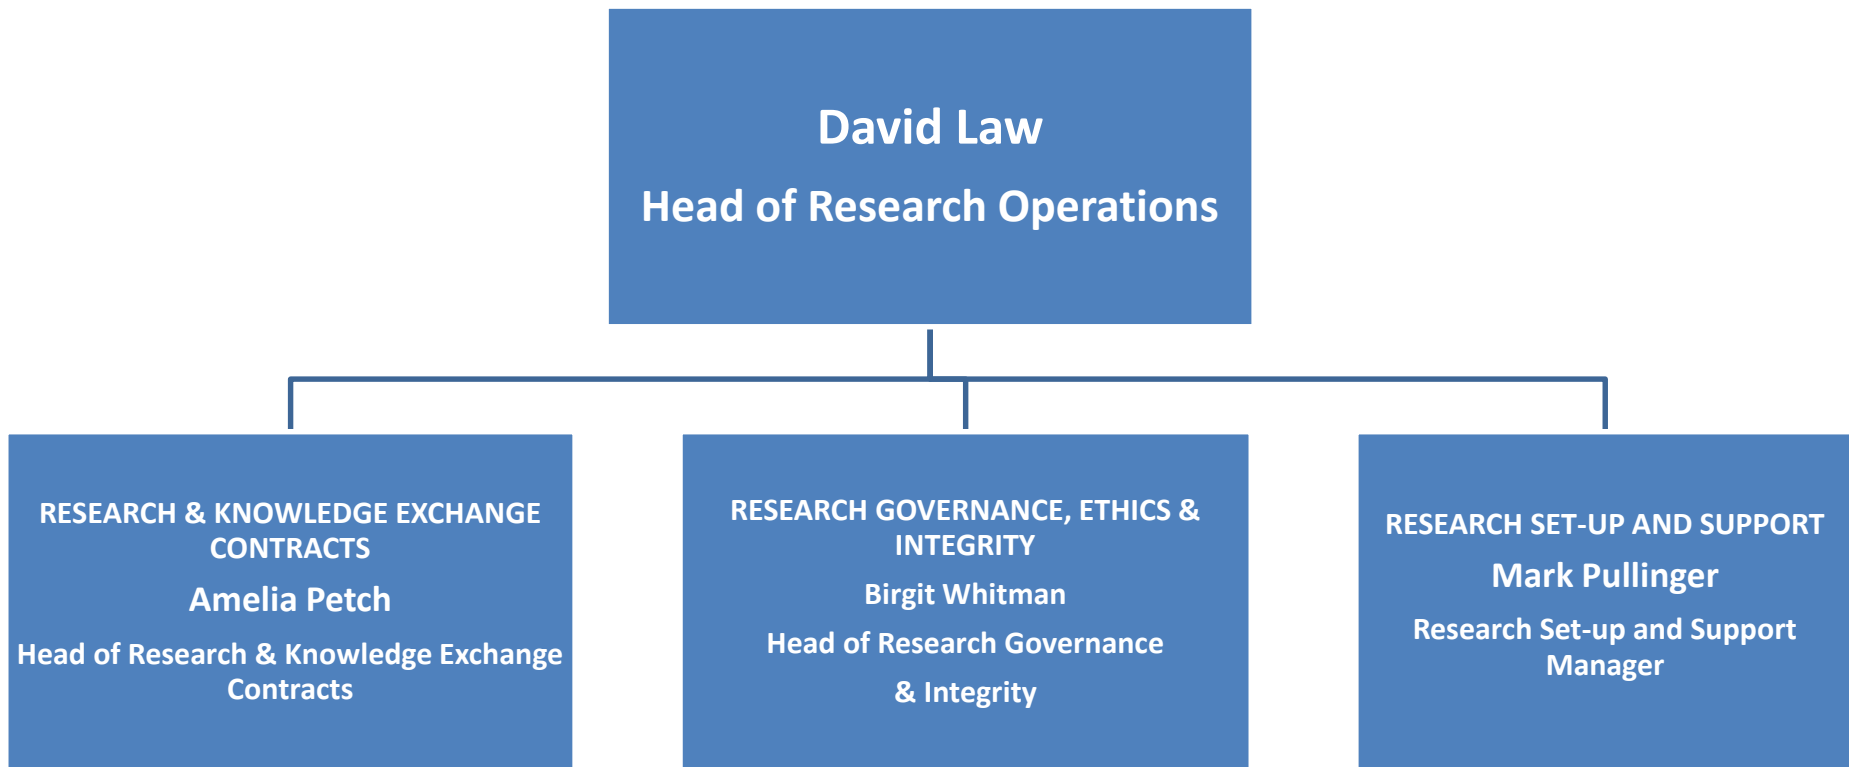 David Law
Head of Research Operations
RESEARCH & KNOWLEDGE EXCHANGE
CONTRACTS
Amelia Petch
Head of Research & Knowledge Exchange
Contracts
RESEARCH GOVERNANCE, ETHICS &
INTEGRITY
Birgit Whitman
Head of Research Governance
& Integrity
RESEARCH SET-UP AND SUPPORT
Mark Pullinger
Research Set-up and Support
Manager